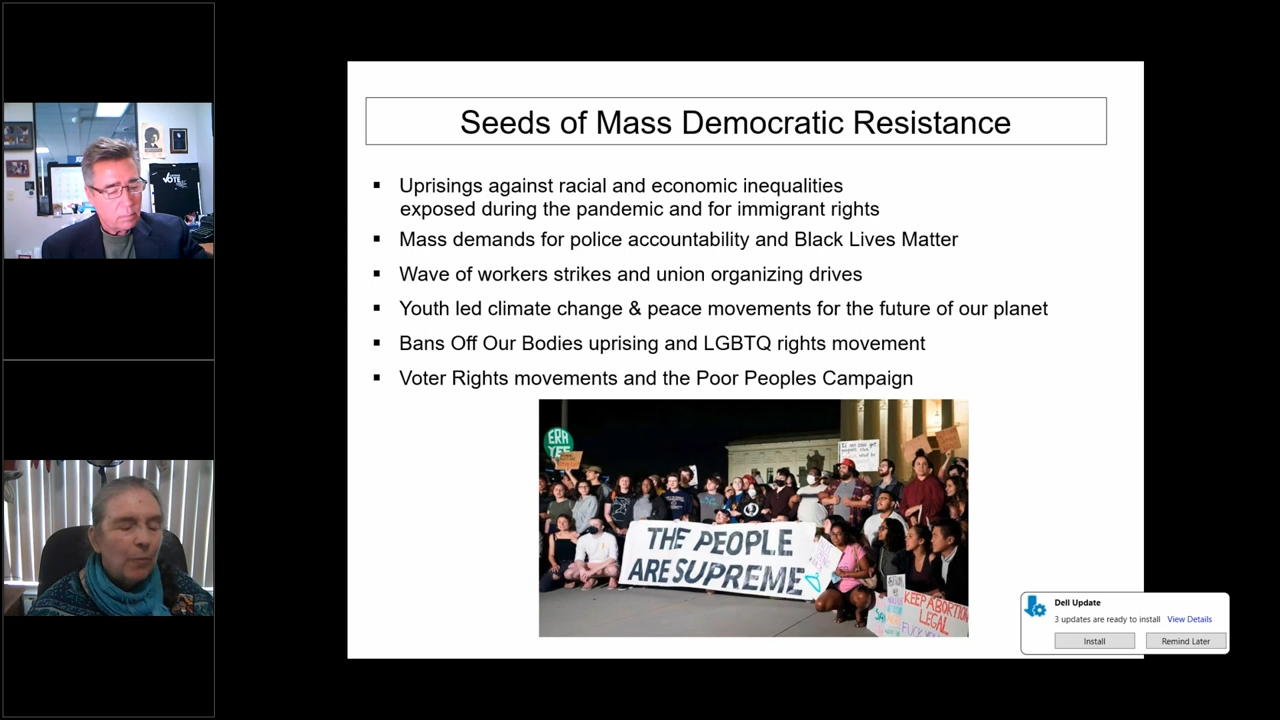 VOTE
Seeds of Mass Democratic Resistance
Uprisings against racial and economic inequalities
exposed during the pandemic and for immigrant rights
Mass demands for police accountability and Black Lives Matter
Wave of workers strikes and union organizing drives
Youth led climate change & peace movements for the future of our planet
Bans Off Our Bodies uprising and LGBTQ rights movement
Voter Rights movements and the Poor Peoples Campaign
ERA
YES
THE PEOPLE
ARE SUPREME
KEEP ABORTION
LEGAL
Dell Update
3 updates are ready to install View Details
Install Remind Later